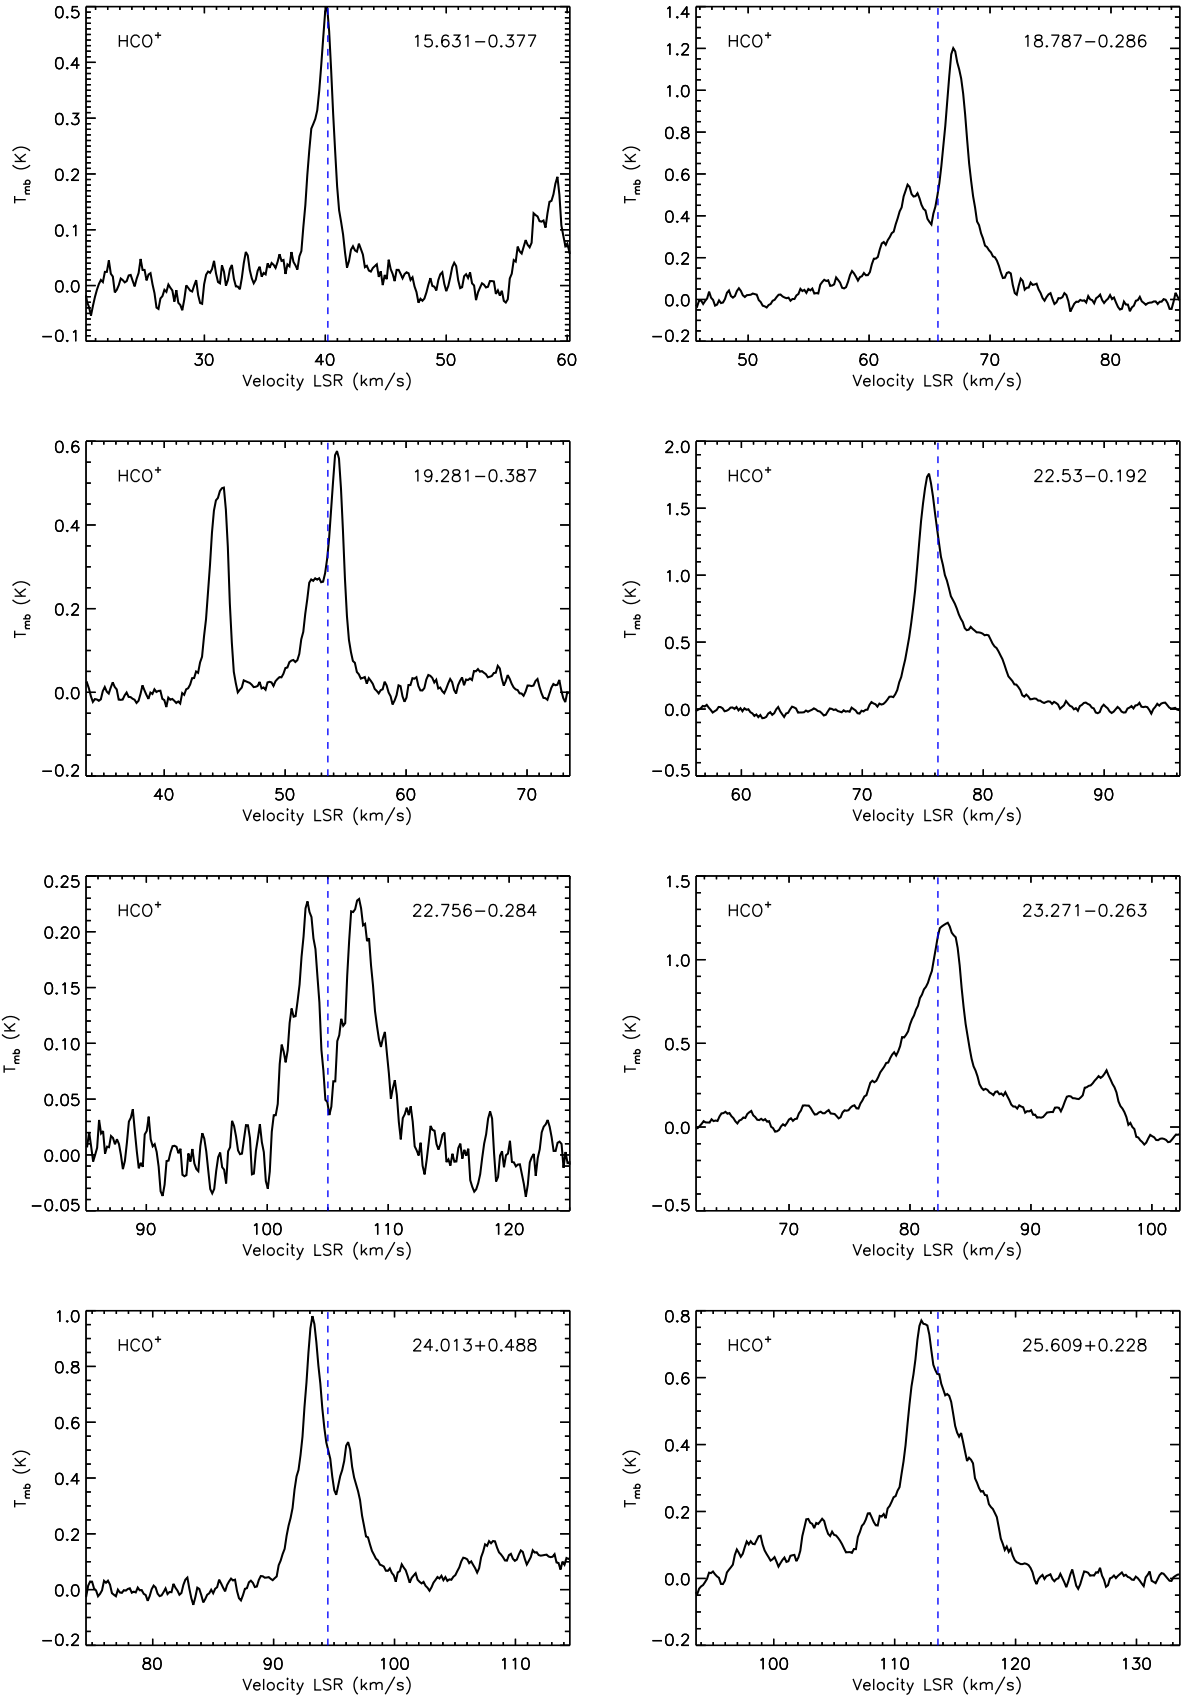 HCO+ 15.631−0.377
0.5
0.4
0.3
0.2
0.1
0.0
−0.1
Tmb (K)
30 40 50 60
Velocity LSR (km/s)
HCO+ 18.787−0.286
1.4
1.2
1.0
0.8
0.6
0.4
0.2
0.0
−0.2
Tmb (K)
50 60 70 80
Velocity LSR (km/s)
HCO+ 19.281−0.387
0.6
0.4
0.2
0.0
−0.2
Tmb (K)
40 50 60 70
Velocity LSR (km/s)
HCO+ 22.53−0.192
2.0
1.5
1.0
0.5
0.0
−0.5
Tmb (K)
60 70 80 90
Velocity LSR (km/s)
HCO+ 22.756−0.284
0.25
0.20
0.15
0.10
0.05
0.00
−0.05
Tmb (K)
90 100 110 120
Velocity LSR (km/s)
HCO+ 23.271−0.263
1.5
1.0
0.5
0.0
−0.5
Tmb (K)
70 80 90 100
Velocity LSR (km/s)
HCO+ 24.013+0.488
1.0
0.8
0.6
0.4
0.2
0.0
−0.2
Tmb (K)
80 90 100 110
Velocity LSR (km/s)
HCO+ 25.609+0.228
0.8
0.6
0.4
0.2
0.0
−0.2
Tmb (K)
100 110 120 130
Velocity LSR (km/s)